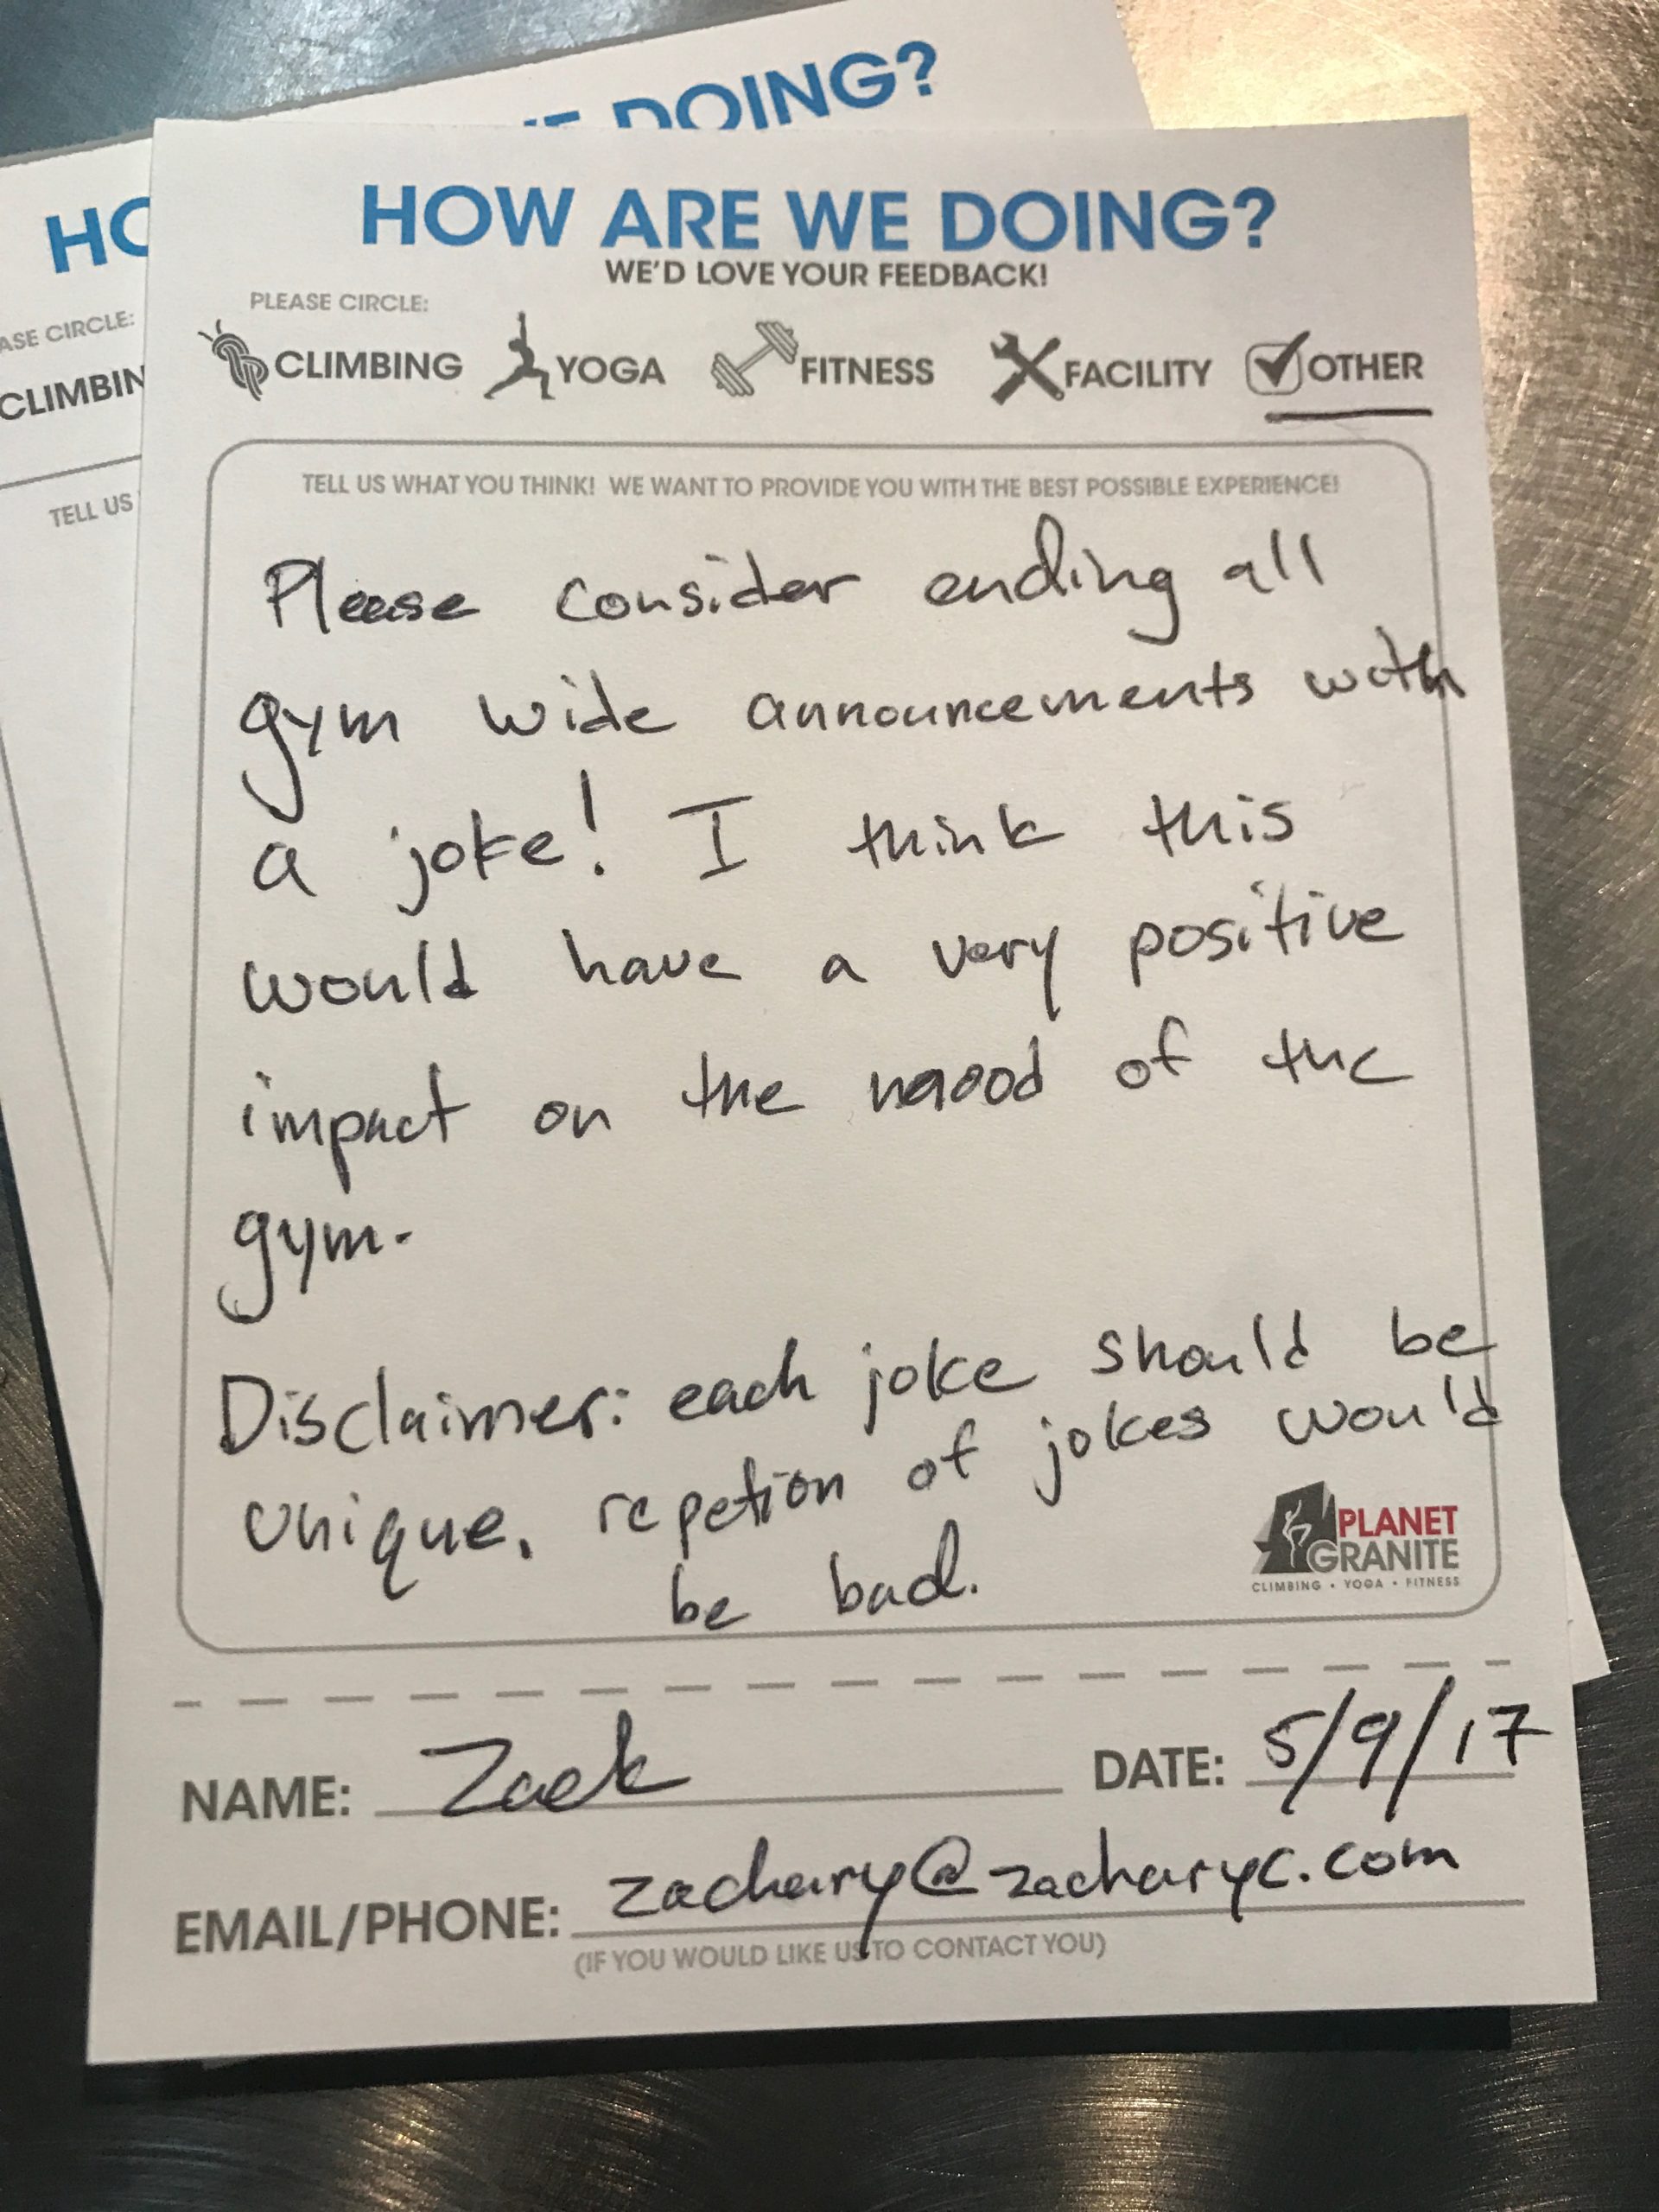 E DOING?
HO
ASE CIRCLE:
CLIMBIN
TELL US
HOW ARE WE DOING?
WE'D LOVE YOUR FEEDBACK!
PLEASE CIRCLE:
CLIMBING YOGA FITNESS FACILITY OTHER
TELL US WHAT YOU THINK! WE WANT TO PROVIDE YOU WITH THE BEST POSSIBLE EXPERIENCE!
Please consider ending all
gym wide announcements with
a joke! I think this
would have a very positive
impact on the mood of the
gym.
Disclaimer: each joke should be
unique, repetion of jokes would
be bad.
PLANET
GRANITE
CLIMBING • YOGA • FITNESS
NAME: Zack DATE: 5/9/17
EMAIL/PHONE: zachary@zacharyc.com
(IF YOU WOULD LIKE US TO CONTACT YOU)